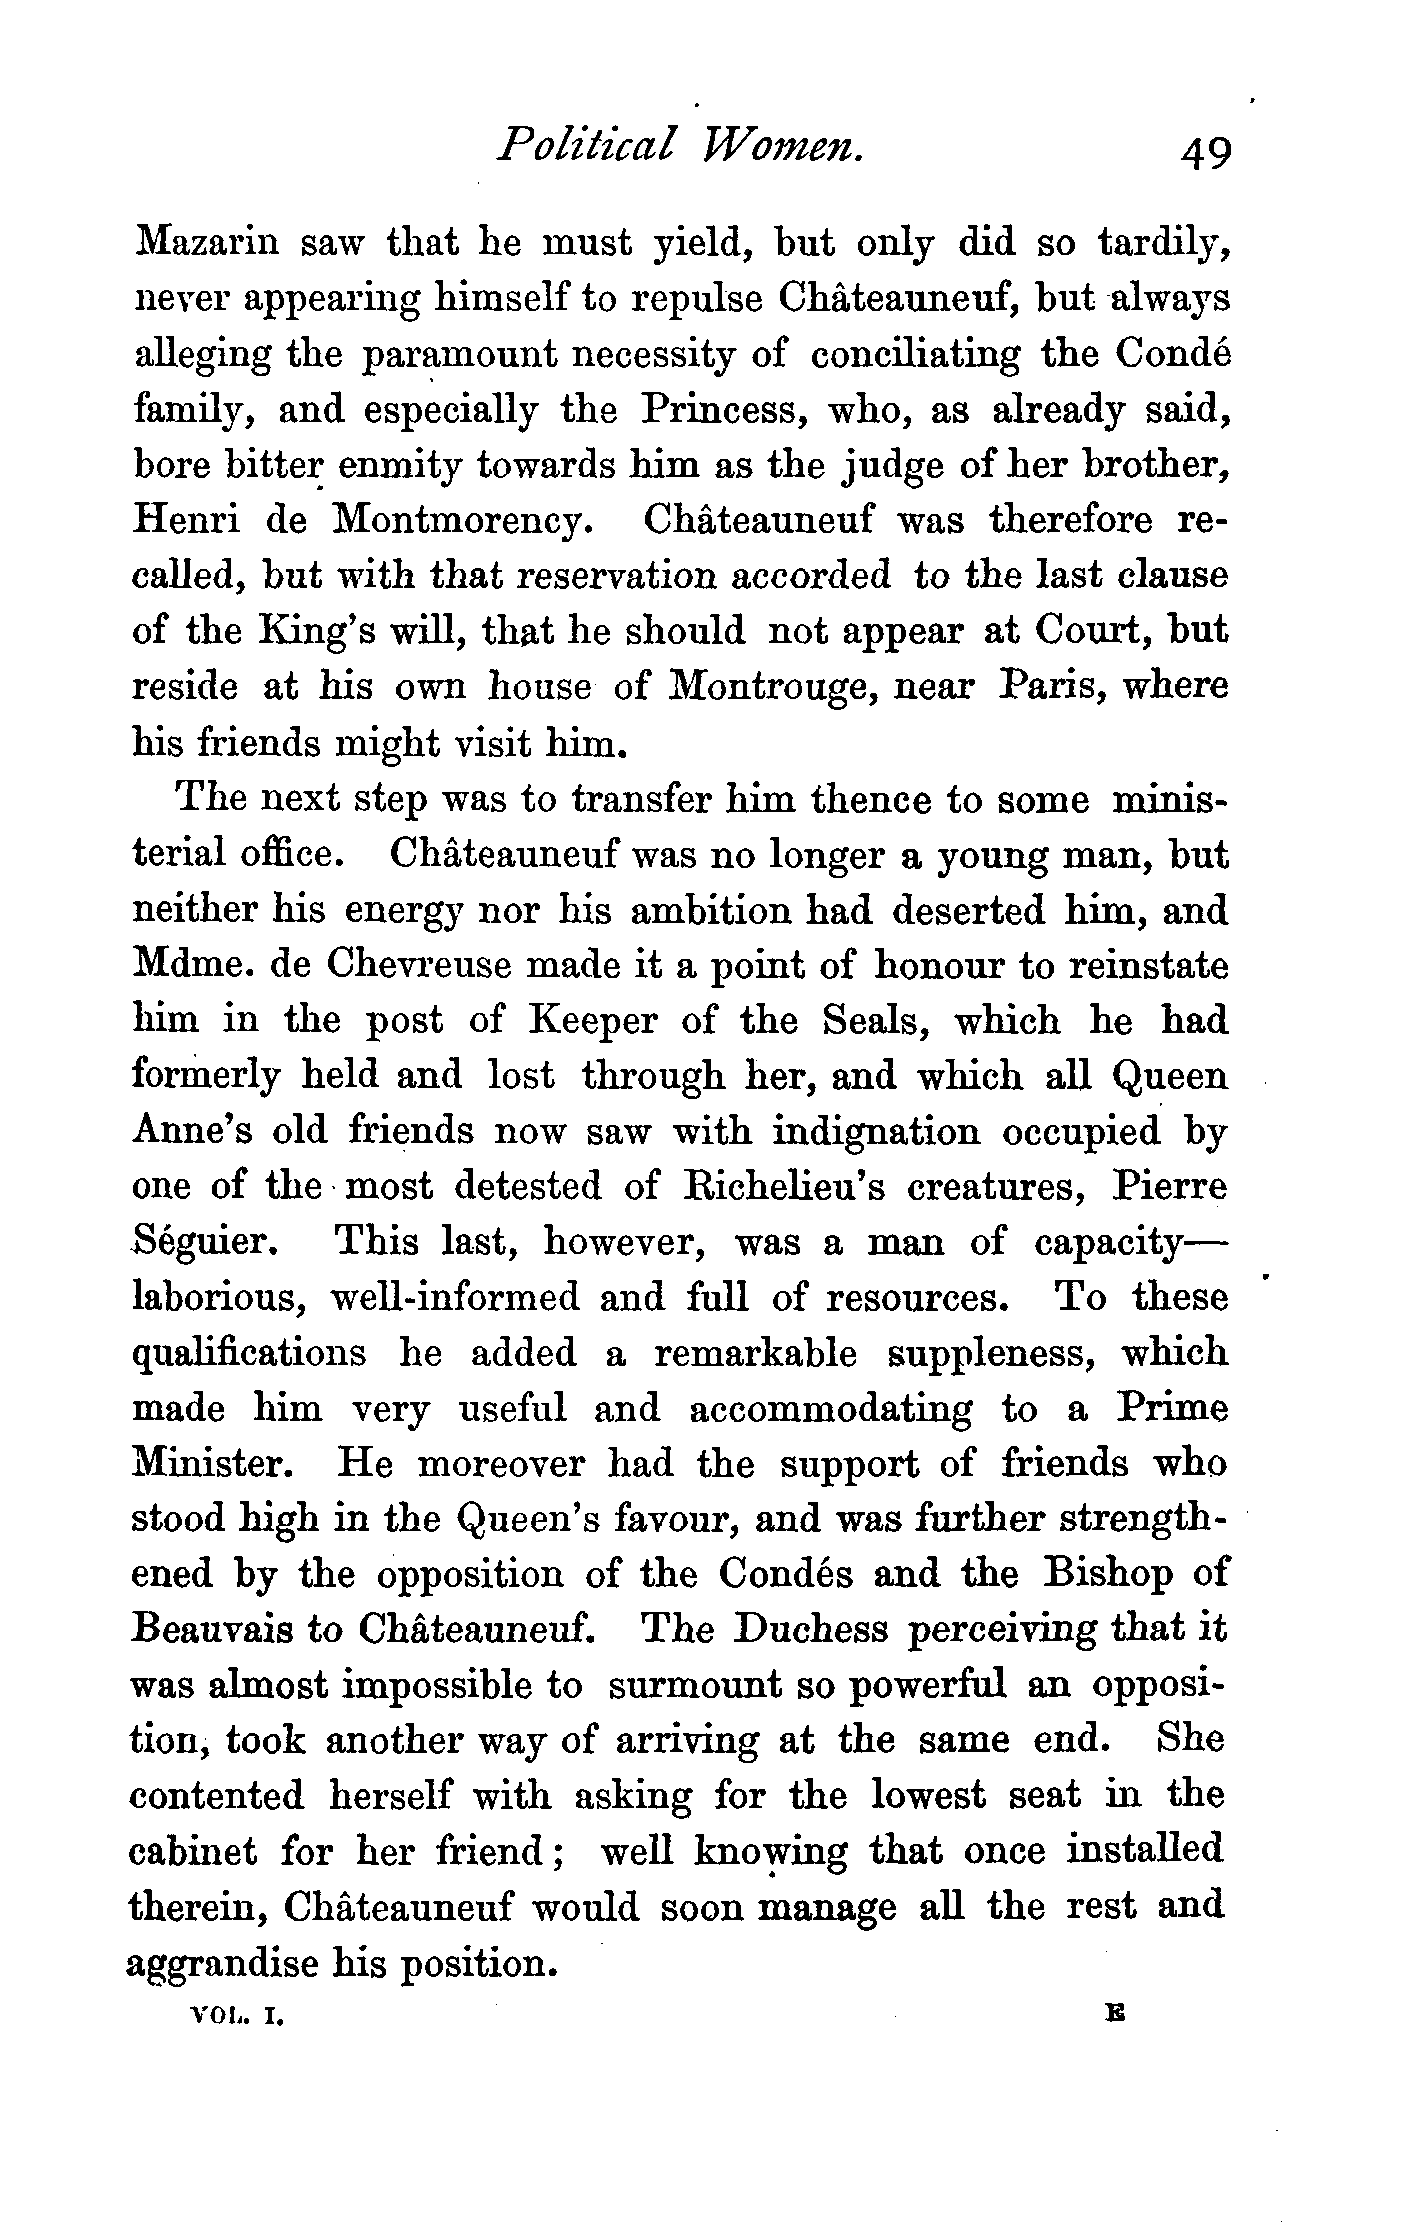 Political Women. 49
Mazarin saw that he must yield, but only did so tardily,
never appearing himself to repulse Châteauneuf, but always
alleging the paramount necessity of conciliating the Condé
family, and especially the Princess, who, as already said,
bore bitter enmity towards him as the judge of her brother,
Henri de Montmorency. Châteauneuf was therefore re-
called, but with that reservation accorded to the last clause
of the King's will, that he should not appear at Court, but
reside at his own house of Montrouge, near Paris, where
his friends might visit him.
The next step was to transfer him thence to some minis-
terial office. Châteauneuf was no longer a young man, but
neither his energy nor his ambition had deserted him, and
Mdme. de Chevreuse made it a point of honour to reinstate
him in the post of Keeper of the Seals, which he had
formerly held and lost through her, and which all Queen
Anne's old friends now saw with indignation occupied by
one of the most detested of Richelieu's creatures, Pierre
Séguier. This last, however, was a man of capacity—
laborious, well-informed and full of resources. To these
qualifications he added a remarkable suppleness, which
made him very useful and accommodating to a Prime
Minister. He moreover had the support of friends who
stood high in the Queen's favour, and was further strength-
ened by the opposition of the Condés and the Bishop of
Beauvais to Châteauneuf. The Duchess perceiving that it
was almost impossible to surmount so powerful an opposi-
tion, took another way of arriving at the same end. She
contented herself with asking for the lowest seat in the
cabinet for her friend; well knowing that once installed
therein, Châteauneuf would soon manage all the rest and
aggrandise his position.
VOL. I. E